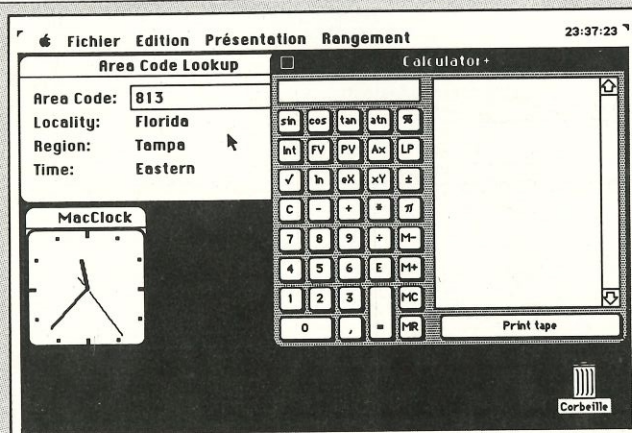 Fichier Edition Présentation Rangement 23:37:23
Area Code Lookup
Area Code: 813
Locality: Florida
Region: Tampa
Time: Eastern
MacClock
Calculator+
sin cos tan atn %
Int FV PV Ax LP
√ ln eX xY ±
C - + * π
7 8 9 ÷ M-
4 5 6 E M+
1 2 3 MC
0 , = MR
Print tape
Corbeille